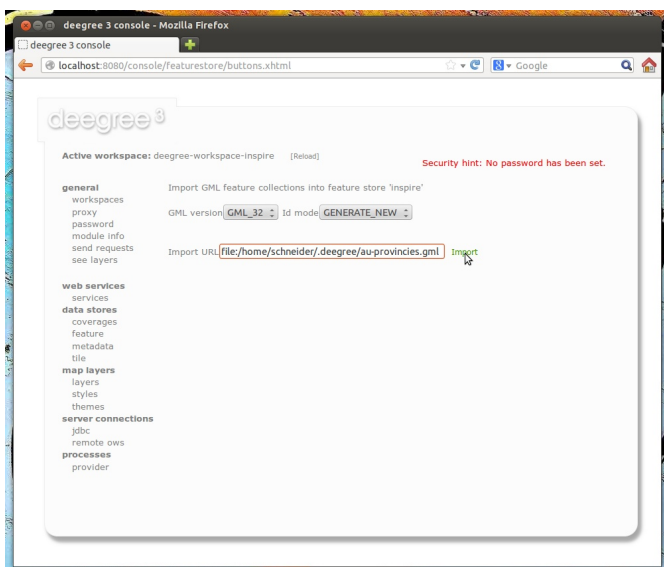 deegree 3 console - Mozilla Firefox
deegree 3 console
localhost:8080/console/featurestore/buttons.xhtml
Google
deegree 3
Active workspace: deegree-workspace-inspire [Reload]
Security hint: No password has been set.
general
workspaces
proxy
password
module info
send requests
see layers
web services
services
data stores
coverages
feature
metadata
tile
map layers
layers
styles
themes
server connections
jdbc
remote ows
processes
provider
Import GML feature collections into feature store 'inspire'
GML version GML_32 Id mode GENERATE_NEW
Import URL file:/home/schneider/.deegree/au-provincies.gml Import